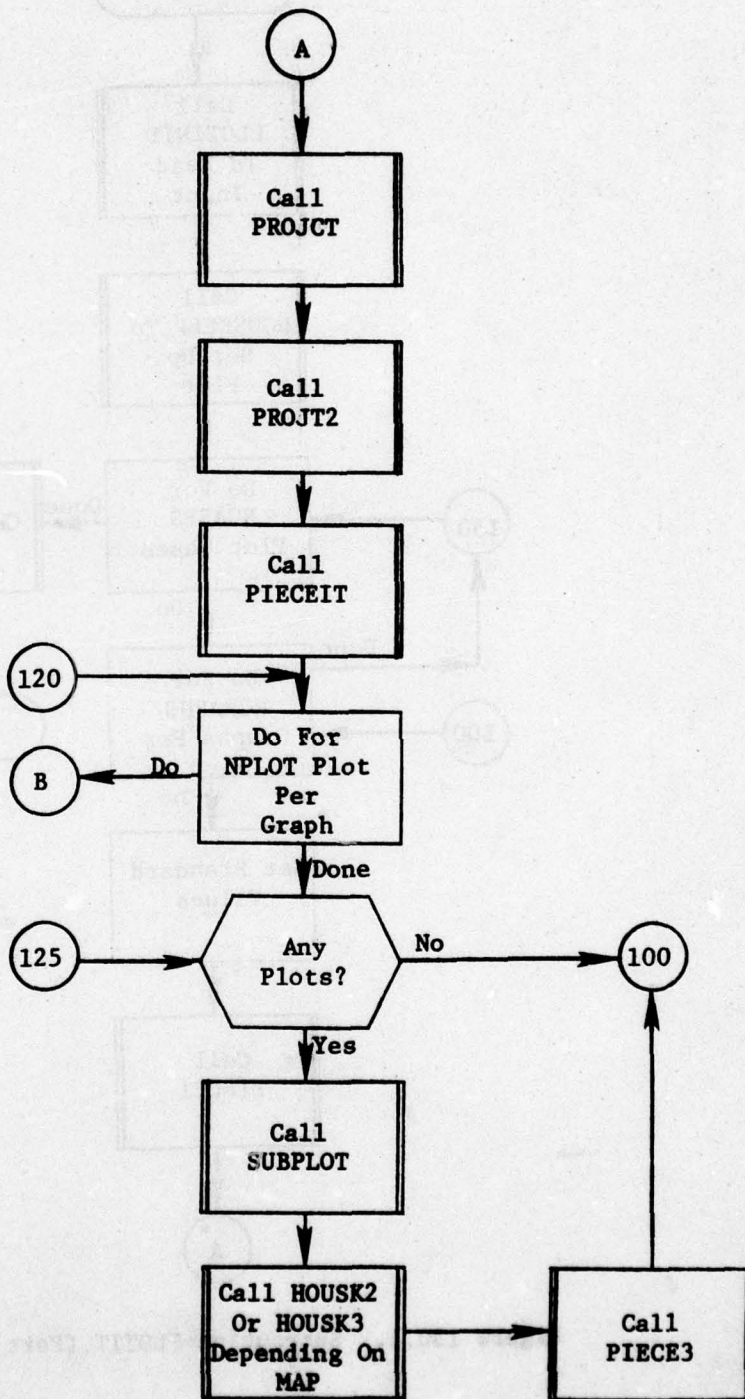 A
Call
PROJCT
Call
PROJT2
Call
PIECEIT
120
Do For
NPLOT Plot
Per
Graph
Do
B
Done
125
Any
Plots?
No
100
Yes
Call
SUBPLOT
Call HOUSK2
Or HOUSK3
Depending On
MAP
Call
PIECE3